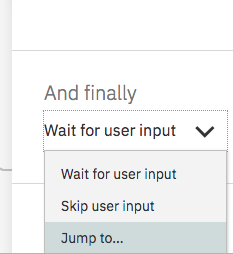 And finally
Wait for user input
Wait for user input
Skip user input
Jump to...